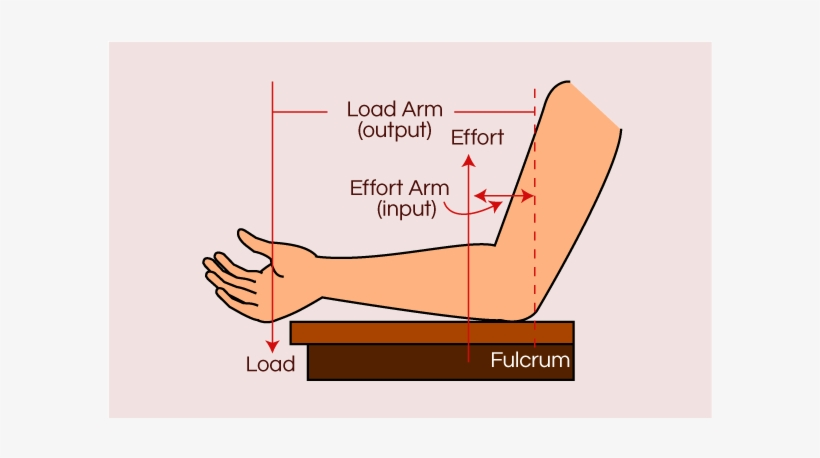 Load Arm
(output)
Effort
Effort Arm
(input)
Load
Fulcrum